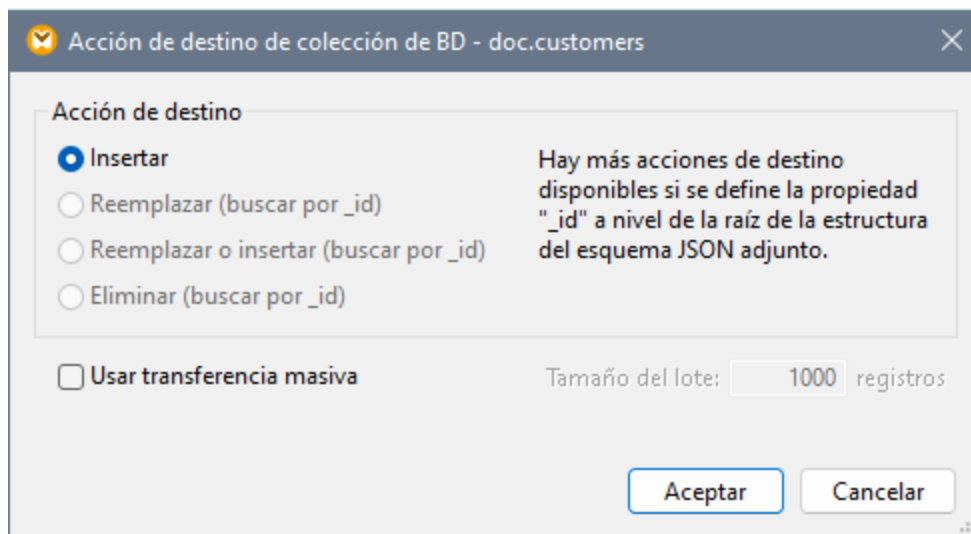 Acción de destino de colección de BD - doc.customers
Acción de destino
Insertar
Reemplazar (buscar por _id)
Reemplazar o insertar (buscar por _id)
Eliminar (buscar por _id)
Hay más acciones de destino
disponibles si se define la propiedad
"_id" a nivel de la raíz de la estructura
del esquema JSON adjunto.
Usar transferencia masiva
Tamaño del lote: 1000 registros
Aceptar
Cancelar